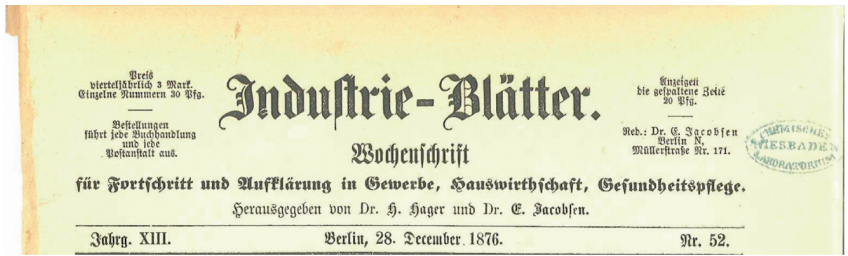 Preis
vierteljährlich 3 Mark.
Einzelne Nummern 30 Pfg.
Bestellungen
führt jede Buchhandlung
und jede
Postanstalt aus.
Industrie-Blätter.
Wochenschrift
für Fortschritt und Aufklärung in Gewerbe, Hauswirthschaft, Gesundheitspflege.
Herausgegeben von Dr. H. Hager und Dr. E. Jacobsen.
Anzeigen
die gespaltene Zeile
20 Pfg.
Red.: Dr. E. Jacobsen
Berlin N,
Müllerstraße Nr. 171.
CHEMISCHES
WIESBADEN
LABORATORIUM
Jahrg. XIII.
Berlin, 28. December 1876.
Nr. 52.